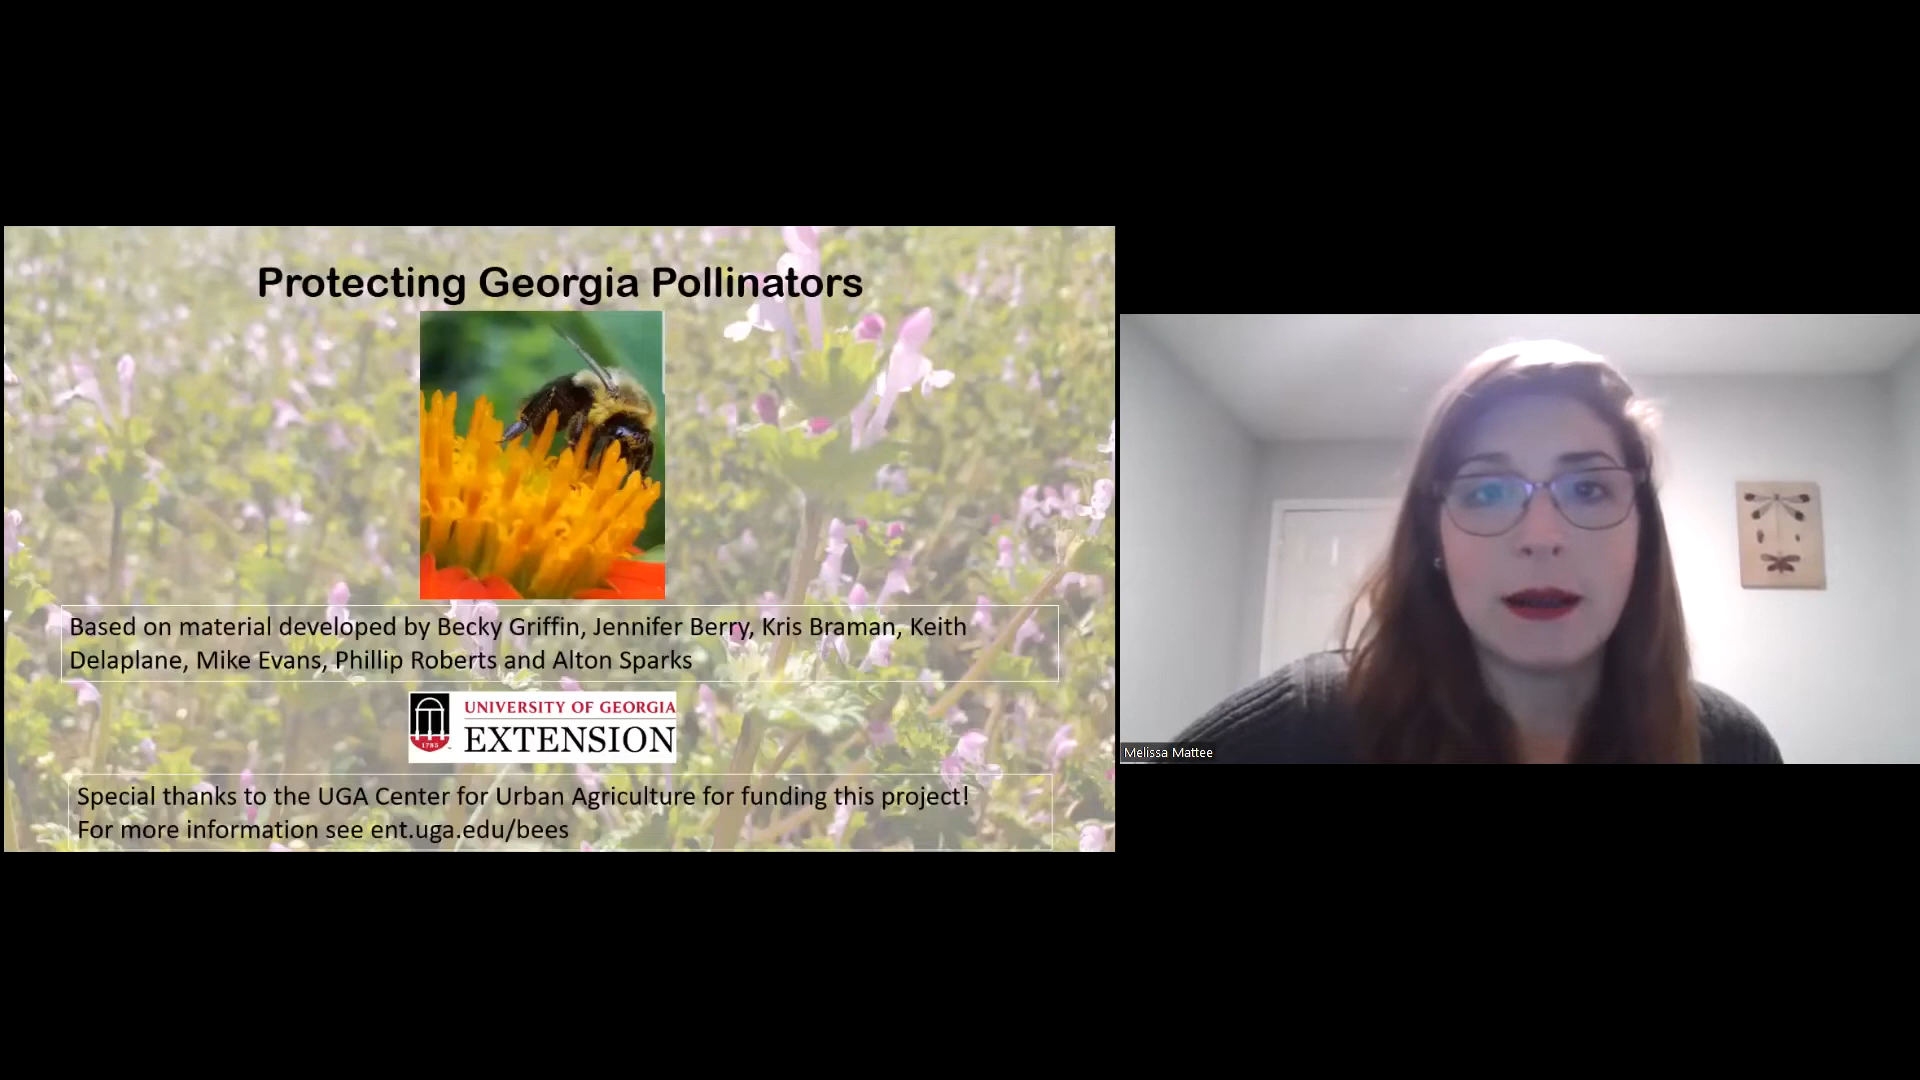 Protecting Georgia Pollinators
Based on material developed by Becky Griffin, Jennifer Berry, Kris Braman, Keith
Delaplane, Mike Evans, Phillip Roberts and Alton Sparks
1785
UNIVERSITY OF GEORGIA
EXTENSION
Special thanks to the UGA Center for Urban Agriculture for funding this project!
For more information see ent.uga.edu/bees
Melissa Mattee